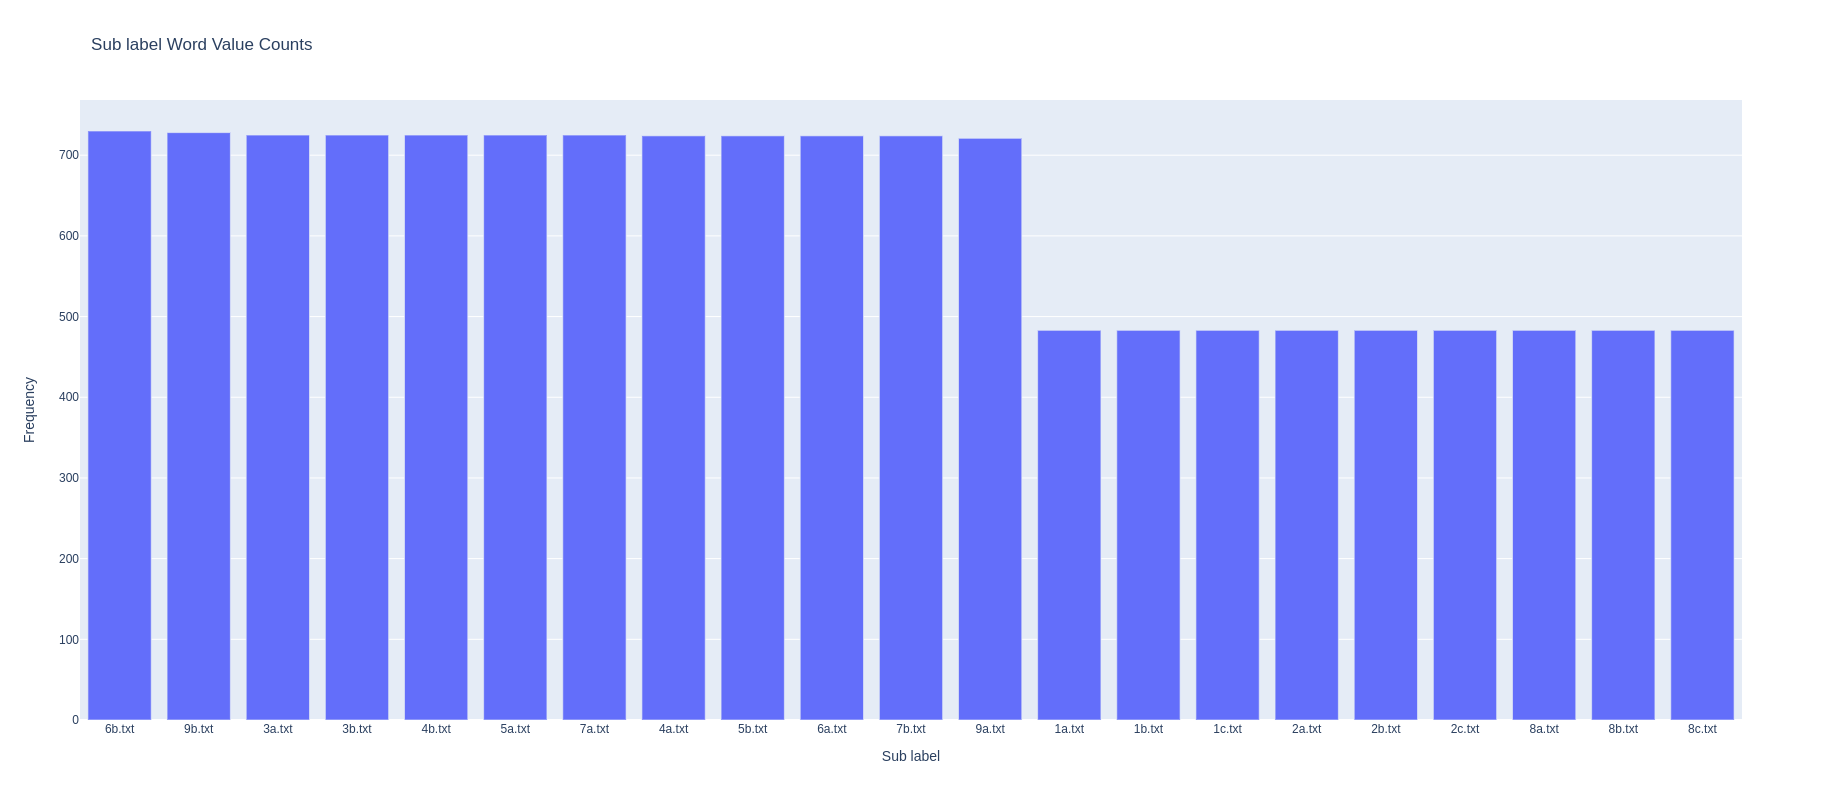 Sub label Word Value Counts
700
600
500
400
300
200
100
0
Frequency
6b.txt 9b.txt 3a.txt 3b.txt 4b.txt 5a.txt 7a.txt 4a.txt 5b.txt 6a.txt 7b.txt 9a.txt 1a.txt 1b.txt 1c.txt 2a.txt 2b.txt 2c.txt 8a.txt 8b.txt 8c.txt
Sub label